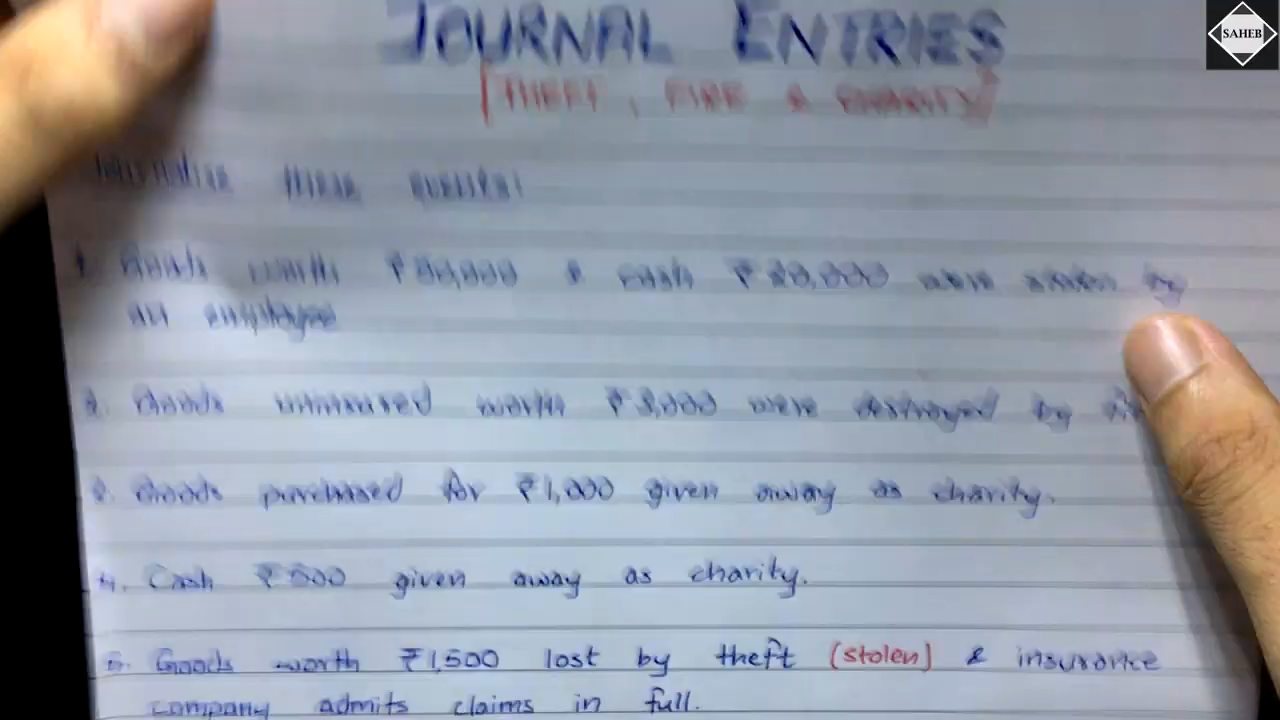 SAHEB
JOURNAL ENTRIES
[THEFT, FIRE & CHARITY]
Journalise these
1. Goods worth & cash ₹20,000 were stolen by
an employee
2. Goods uninsured worth were destroyed by
3. Goods purchased for ₹1,000 given away as charity.
4. Cash ₹500 given away as charity.
5. Goods worth ₹1,500 lost by theft (stolen) & insurance
company admits claims in full.